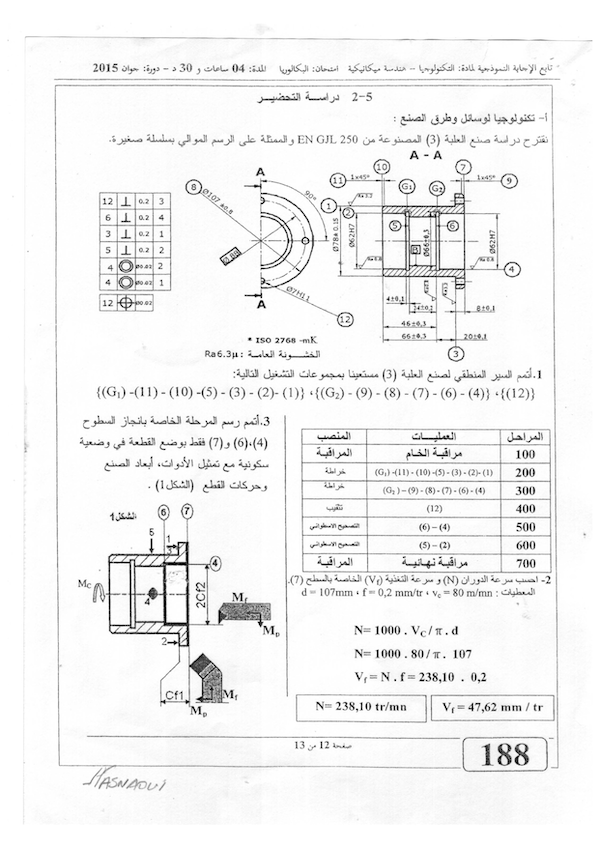 تابع الإجابة النموذجية لمادة: التكنولوجيا – هندسة ميكانيكية امتحان: البكالوريا المدة: 04 ساعات و 30 د – دورة: جوان 2015
2–5 دراسة التحضير
أ- تكنولوجيا لوسائل وطرق الصنع :
نقترح دراسة صنع العلبة (3) المصنوعة من EN GJL 250 والممثلة على الرسم الموالي بسلسلة صغيرة.
A - A
A
10
7
11
1x45°
1x45°
9
8
Ø107 ±0.8
90°
G1
G2
1
2
5
6
4
Ø78± 0.15
Ø62M7
Ø66±0,3
Ø62H7
B
12 ⊥ 0.2 3
6 ⊥ 0.2 4
3 ⊥ 0.2 1
5 ⊥ 0.2 2
4 ◎ Ø0.02 2
4 ◎ Ø0.02 1
12 ⌖ Ø0.02
A
Ø7H11
12
4±0,1
8±0,1
46±0,3
66±0,3
20±0,1
3
* ISO 2768 -mK
الخشونة العامة : Ra6.3µ
1.أتمم السير المنطقي لصنع العلبة (3) مستعينا بمجموعات التشغيل التالية:
{(12)}،{(4)- (6)- (7) - (8) - (9) - (G2)}،{(1) -(2)- (3) - (5)- (10) - (11)- (G1)}
3.أتمم رسم المرحلة الخاصة بانجاز السطوح
(4)،(6) و(7) فقط بوضع القطعة في وضعية
سكونية مع تمثيل الأدوات، أبعاد الصنع
وحركات القطع (الشكل1) .
المراحل العمليات المنصب
100 مراقبة الخام المراقبة
200 (G1) -(11) - (10) -(5) - (3) - (2)- (1) خراطة
300 (G2) – (9) - (8) - (7) - (6) - (4) خراطة
400 (12) تثقيب
500 (6) – (4) التصحيح الاسطواني
600 (5) – (2) التصحيح الاسطواني
700 مراقبة نهائية المراقبة
الشكل1
6
7
5
1
4
4
2Cf2
Mc
Mf
Mp
2
Cf1
Mf
Mp
2- احسب سرعة الدوران (N) و سرعة التغذية (Vf) الخاصة بالسطح (7).
المعطيات : d = 107mm ، f = 0,2 mm/tr ، vc = 80 m/mn
N= 1000 . VC / π . d
N= 1000 . 80 / π . 107
Vf = N . f = 238,10 . 0,2
N= 238,10 tr/mn
Vf = 47,62 mm / tr
صفحة 12 من 13
188
HASNAOUI